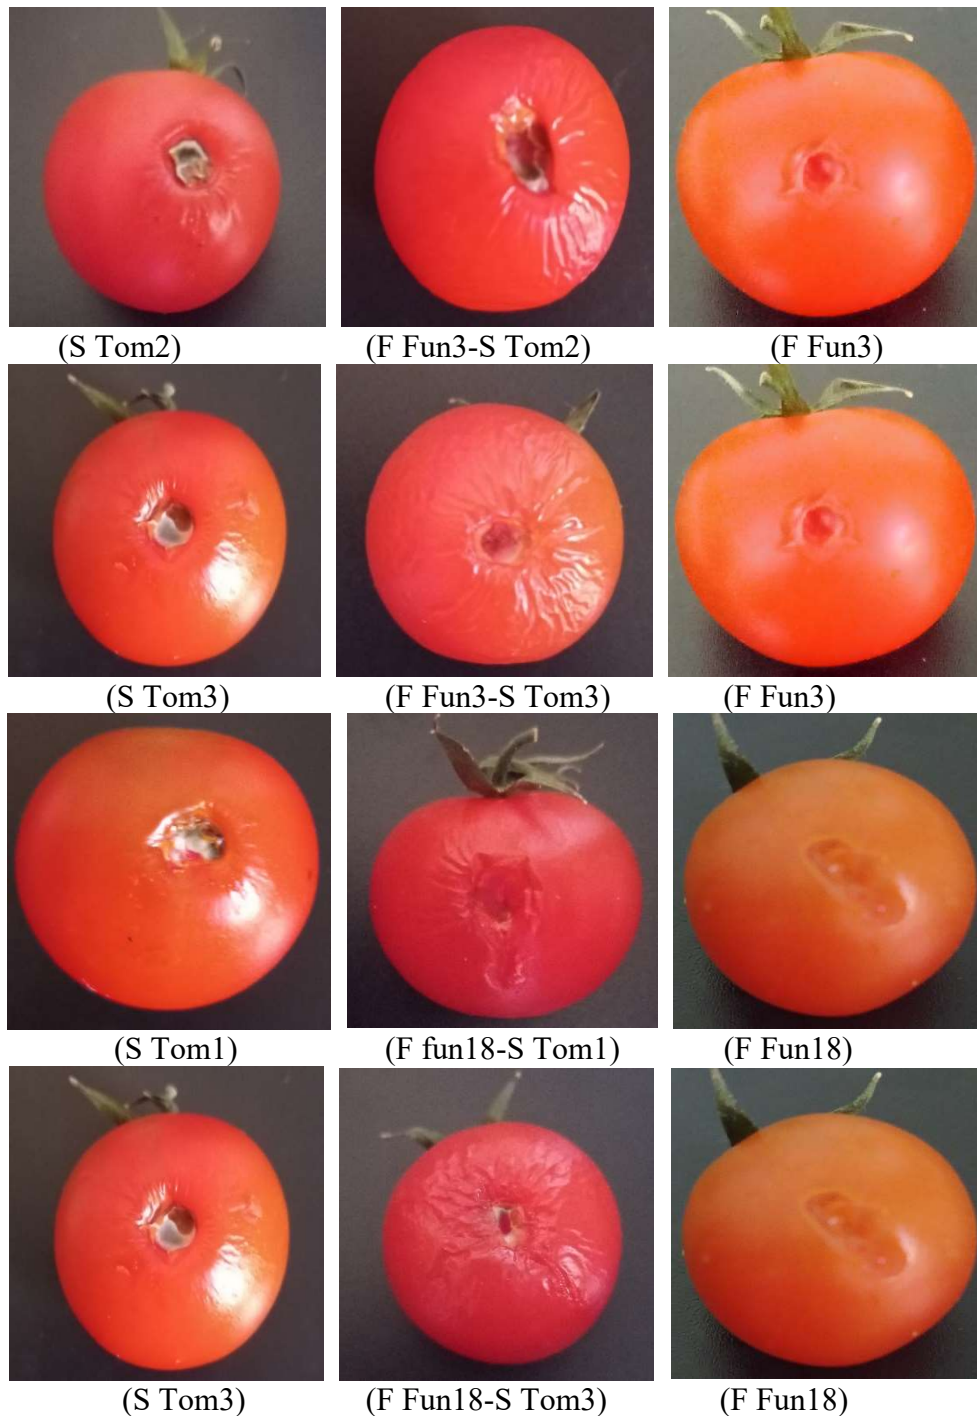 (S Tom2) (F Fun3-S Tom2) (F Fun3)
(S Tom3) (F Fun3-S Tom3) (F Fun3)
(S Tom1) (F fun18-S Tom1) (F Fun18)
(S Tom3) (F Fun18-S Tom3) (F Fun18)